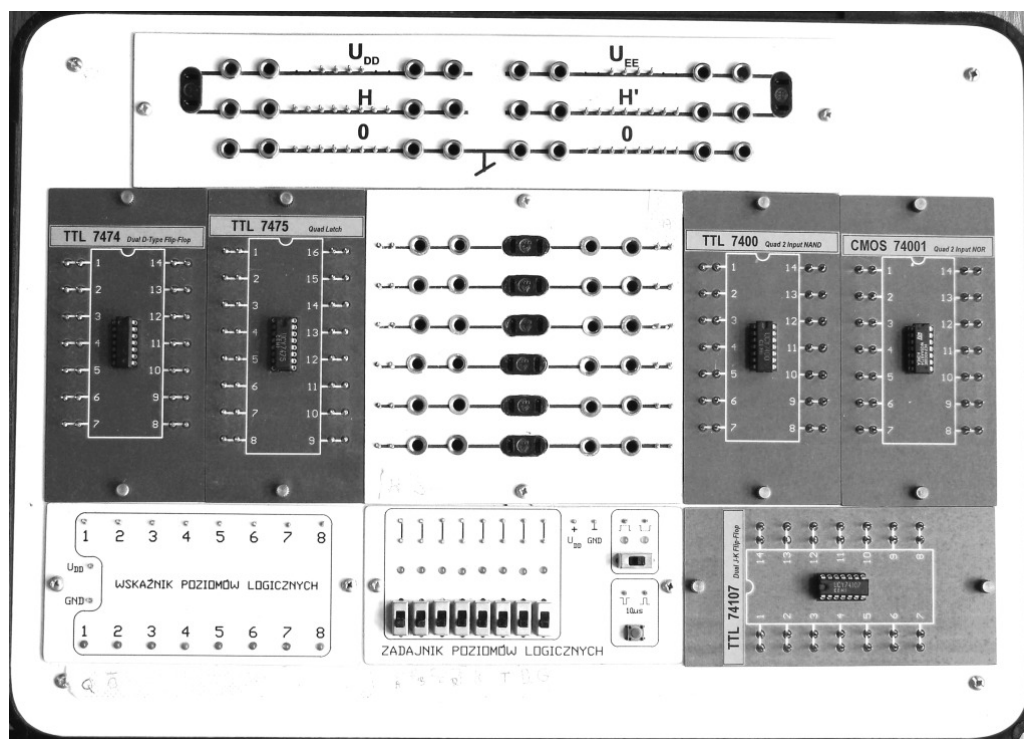 U DD
U EE
H
H'
0
0
TTL 7474 Dual D-Type Flip-Flop
1 14
2 13
3 12
4 11
5 10
6 9
7 8
TTL 7475 Quad Latch
1 16
2 15
3 14
4 13
5 12
6 11
7 10
8 9
TTL 7400 Quad 2 Input NAND
1 14
2 13
3 12
4 11
5 10
6 9
7 8
CMOS 74001 Quad 2 Input NOR
1 14
2 13
3 12
4 11
5 10
6 9
7 8
1 2 3 4 5 6 7 8
UDD
WSKAŹNIK POZIOMÓW LOGICZNYCH
GND
1 2 3 4 5 6 7 8
+ ⊥
UDD GND
10µs
ZADAJNIK POZIOMÓW LOGICZNYCH
TTL 74107 Dual J-K Flip-Flop
14 13 12 11 10 9 8
1 2 3 4 5 6 7
Q Q̅